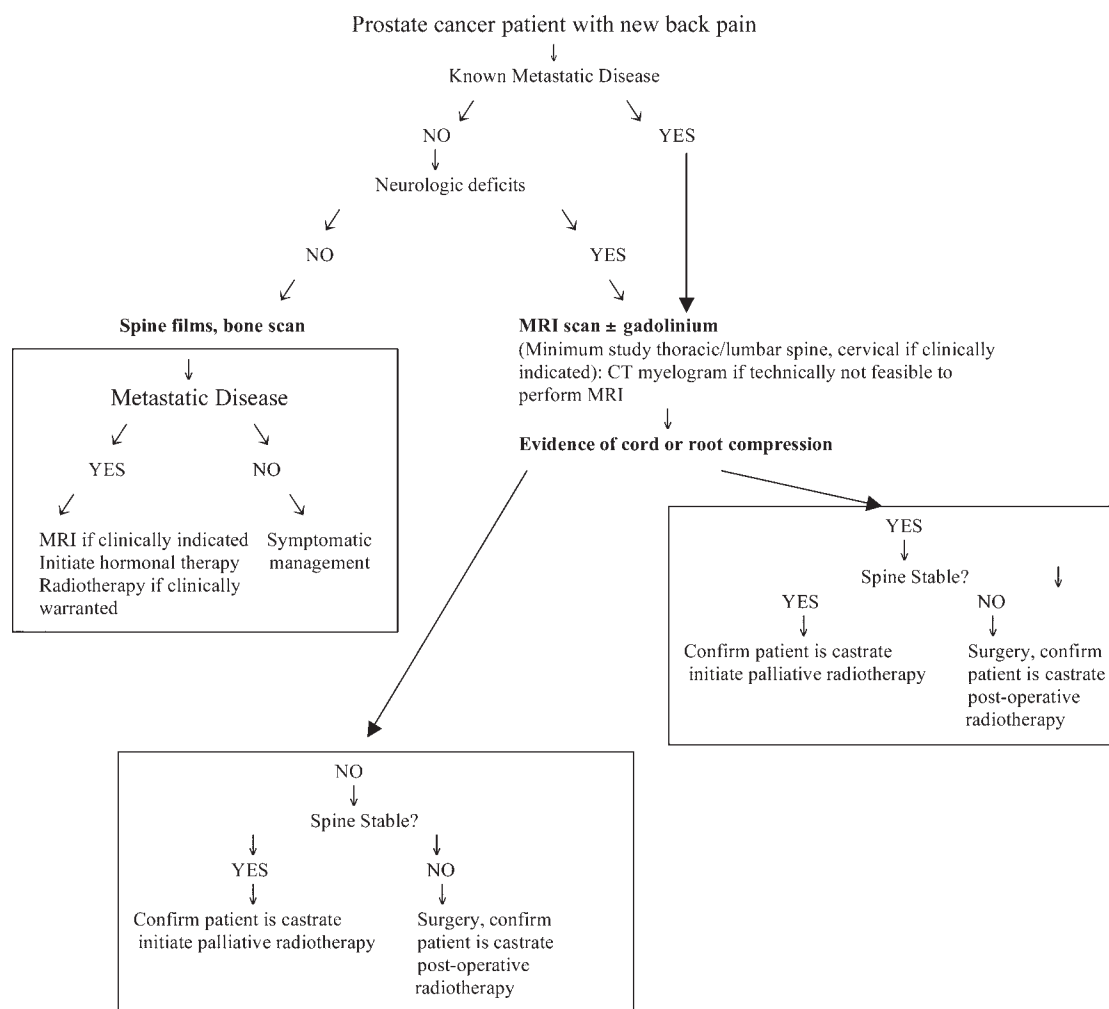 Prostate cancer patient with new back pain
Known Metastatic Disease
NO
YES
Neurologic deficits
NO
YES
Spine films, bone scan
Metastatic Disease
YES
NO
MRI if clinically indicated
Initiate hormonal therapy
Radiotherapy if clinically
warranted
Symptomatic
management
MRI scan ± gadolinium
(Minimum study thoracic/lumbar spine, cervical if clinically
indicated): CT myelogram if technically not feasible to
perform MRI
Evidence of cord or root compression
YES
Spine Stable?
YES
NO
Confirm patient is castrate
initiate palliative radiotherapy
Surgery, confirm
patient is castrate
post-operative
radiotherapy
NO
Spine Stable?
YES
NO
Confirm patient is castrate
initiate palliative radiotherapy
Surgery, confirm
patient is castrate
post-operative
radiotherapy